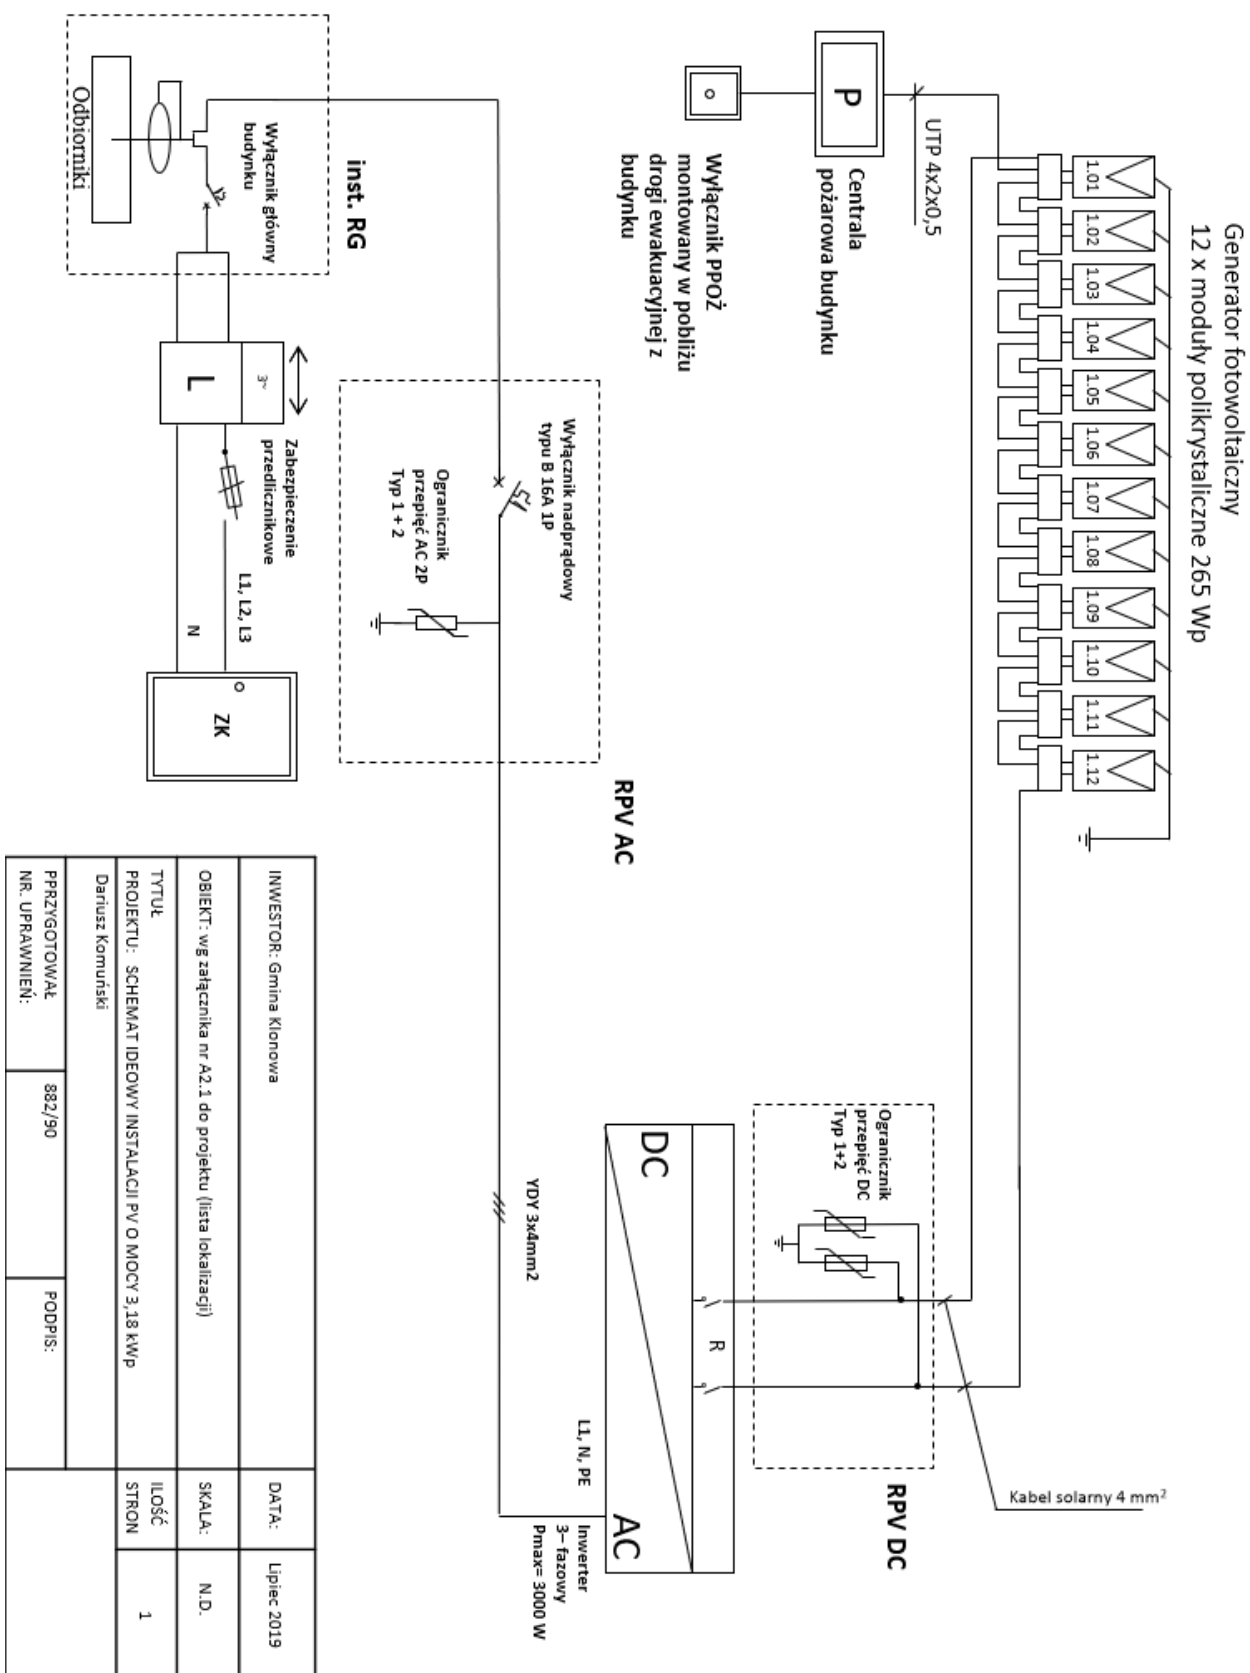 Generator fotowoltaiczny
12 x moduły polikrystaliczne 265 Wp
1.01
1.02
1.03
1.04
1.05
1.06
1.07
1.08
1.09
1.10
1.11
1.12
UTP 4x2x0,5
P
Centrala
pożarowa budynku
Wyłącznik PPOŻ
montowany w pobliżu
drogi ewakuacyjnej z
budynku
Kabel solarny 4 mm²
RPV DC
Ogranicznik
przepięć DC
Typ 1+2
R
DC
AC
L1, N, PE
Inwerter
3– fazowy
Pmax= 3000 W
YDY 3x4mm2
RPV AC
Wyłącznik nadprądowy
typu B 16A 1P
Ogranicznik
przepięć AC 2P
Typ 1 + 2
inst. RG
Wyłącznik główny
budynku
Odbiorniki
L
3~
Zabezpieczenie
przedlicznikowe
L1, L2, L3
N
ZK
INWESTOR: Gmina Klonowa
DATA:
Lipiec 2019
OBIEKT: wg załącznika nr A2.1 do projektu (lista lokalizacji)
SKALA:
N.D.
TYTUŁ
PROJEKTU: SCHEMAT IDEOWY INSTALACJI PV O MOCY 3,18 kWp
ILOŚĆ
STRON
1
Dariusz Komuński
PPRZYGOTOWAŁ
NR. UPRAWNIEŃ:
882/90
PODPIS: